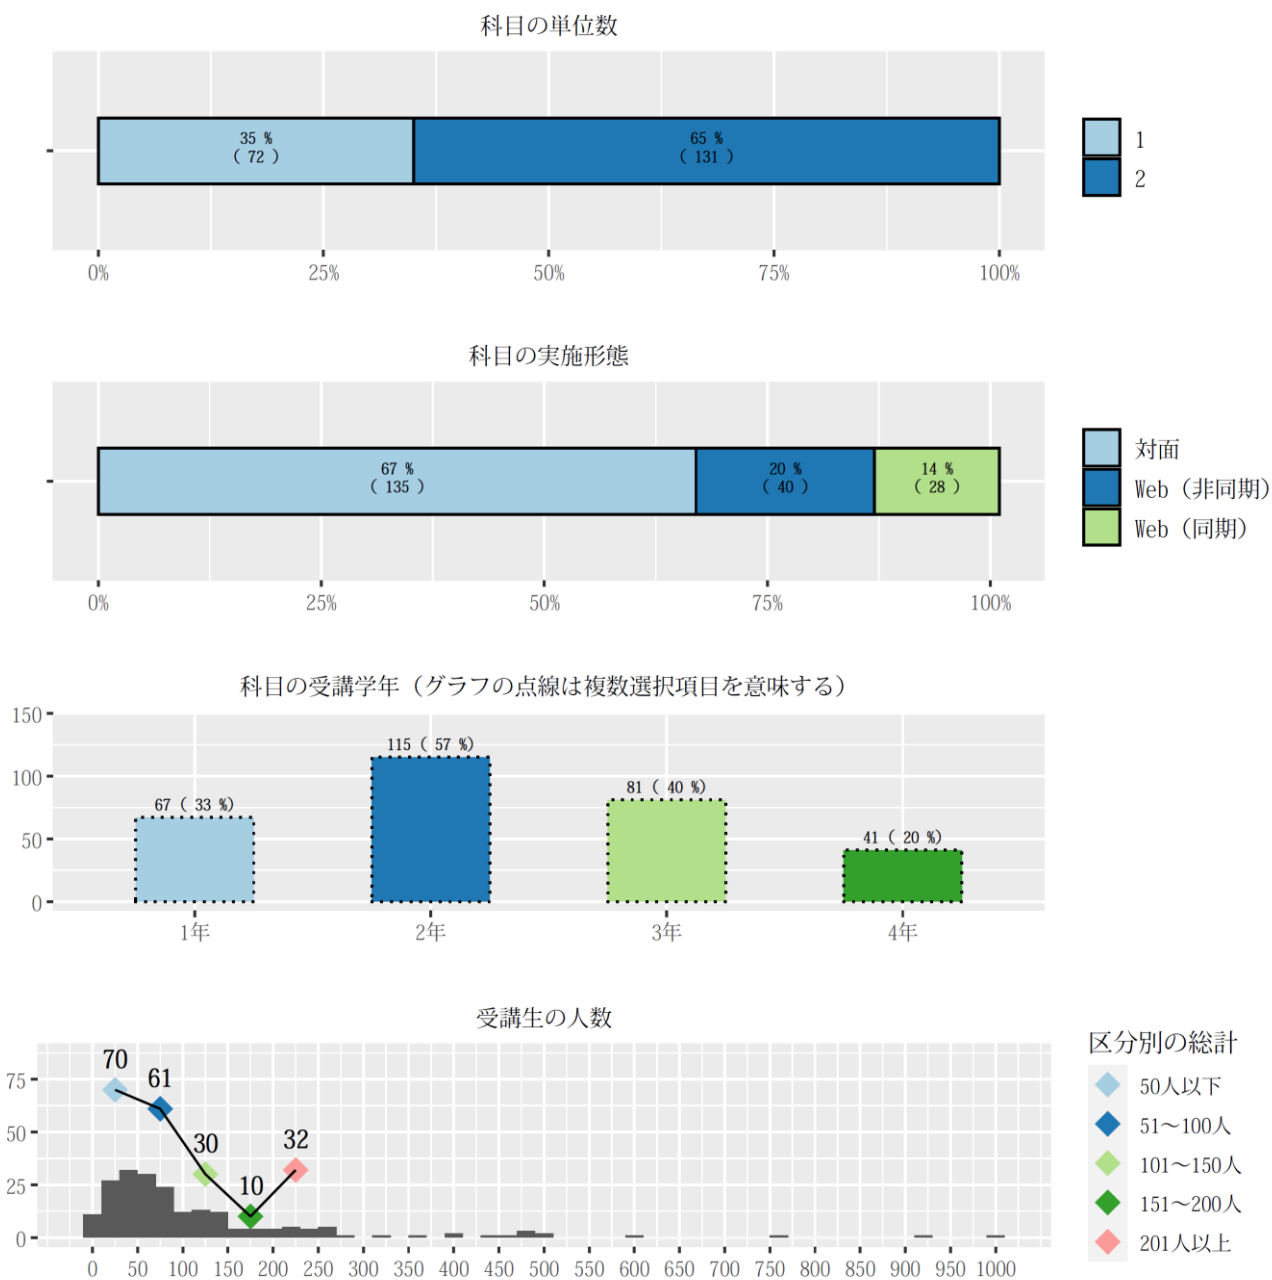 科目の単位数
35 %
( 72 )
65 %
( 131 )
1
2
0% 25% 50% 75% 100%
科目の実施形態
67 %
( 135 )
20 %
( 40 )
14 %
( 28 )
対面
Web（非同期）
Web（同期）
0% 25% 50% 75% 100%
科目の受講学年（グラフの点線は複数選択項目を意味する）
150
100
50
0
67 ( 33 %)
115 ( 57 %)
81 ( 40 %)
41 ( 20 %)
1年 2年 3年 4年
受講生の人数
75
50
25
0
70
61
30
10
32
0 50 100 150 200 250 300 350 400 450 500 550 600 650 700 750 800 850 900 950 1000
区分別の総計
50人以下
51～100人
101～150人
151～200人
201人以上